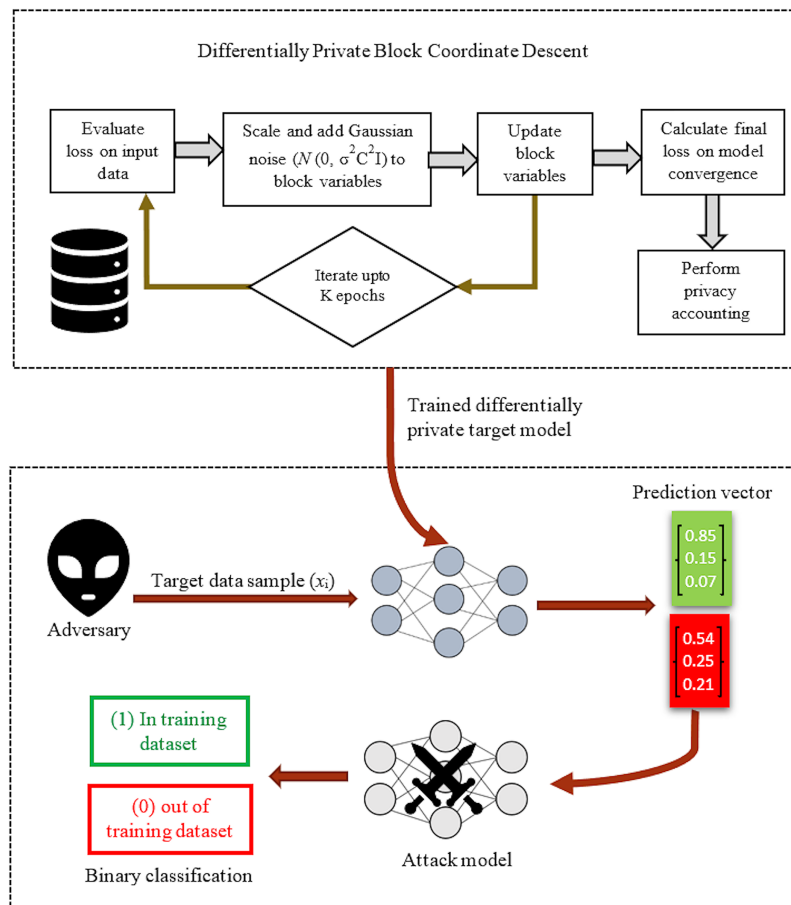 Differentially Private Block Coordinate Descent
Evaluate
loss on input
data
Scale and add Gaussian
noise (N (0, σ²C²I) to
block variables
Update
block
variables
Calculate final
loss on model
convergence
Iterate upto
K epochs
Perform
privacy
accounting
Trained differentially
private target model
Prediction vector
0.85
0.15
0.07
Target data sample (xᵢ)
Adversary
0.54
0.25
0.21
(1) In training
dataset
(0) out of
training dataset
Binary classification
Attack model